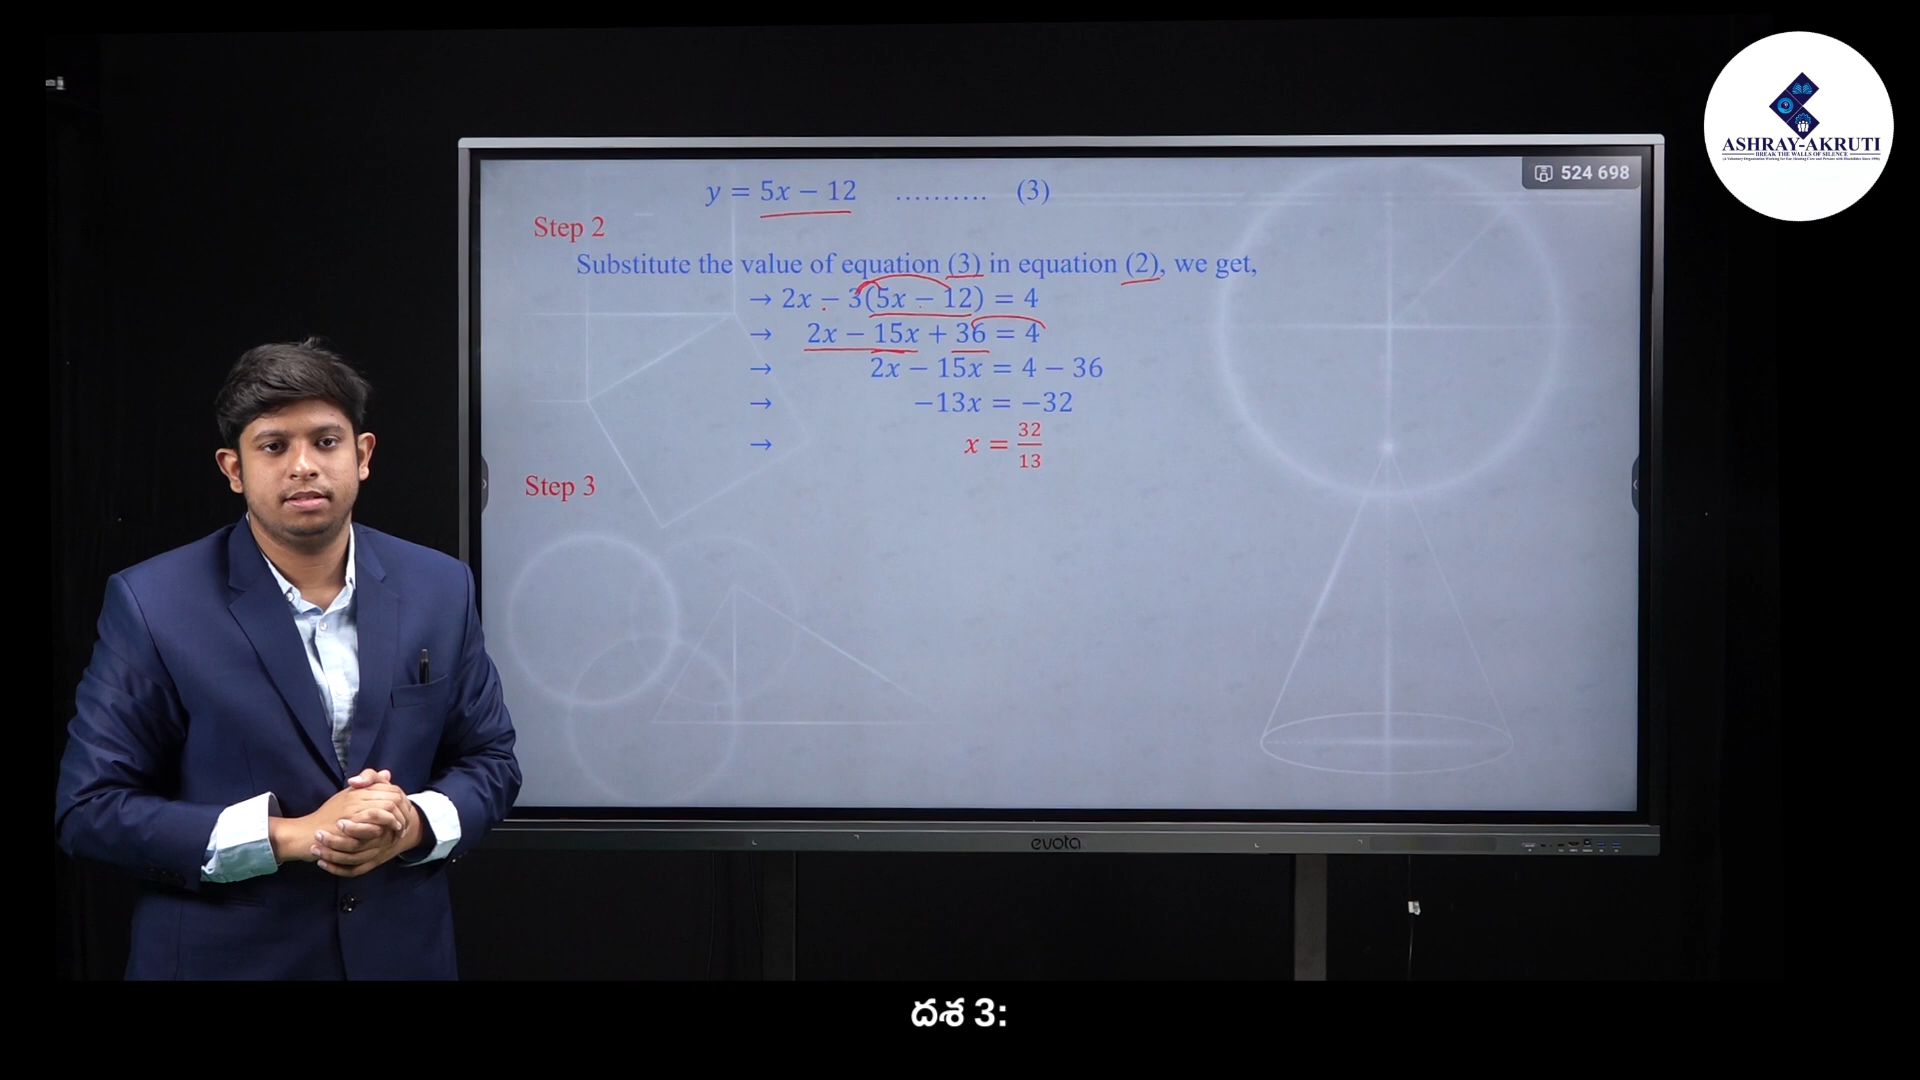 ASHRAY-AKRUTI
BREAK THE WALLS OF SILENCE
524 698
y = 5x − 12 .......... (3)
Step 2
Substitute the value of equation (3) in equation (2), we get,
→ 2x − 3(5x − 12) = 4
→ 2x − 15x + 36 = 4
→ 2x − 15x = 4 − 36
→ −13x = −32
→ x = 32/13
Step 3
evota
దశ 3: